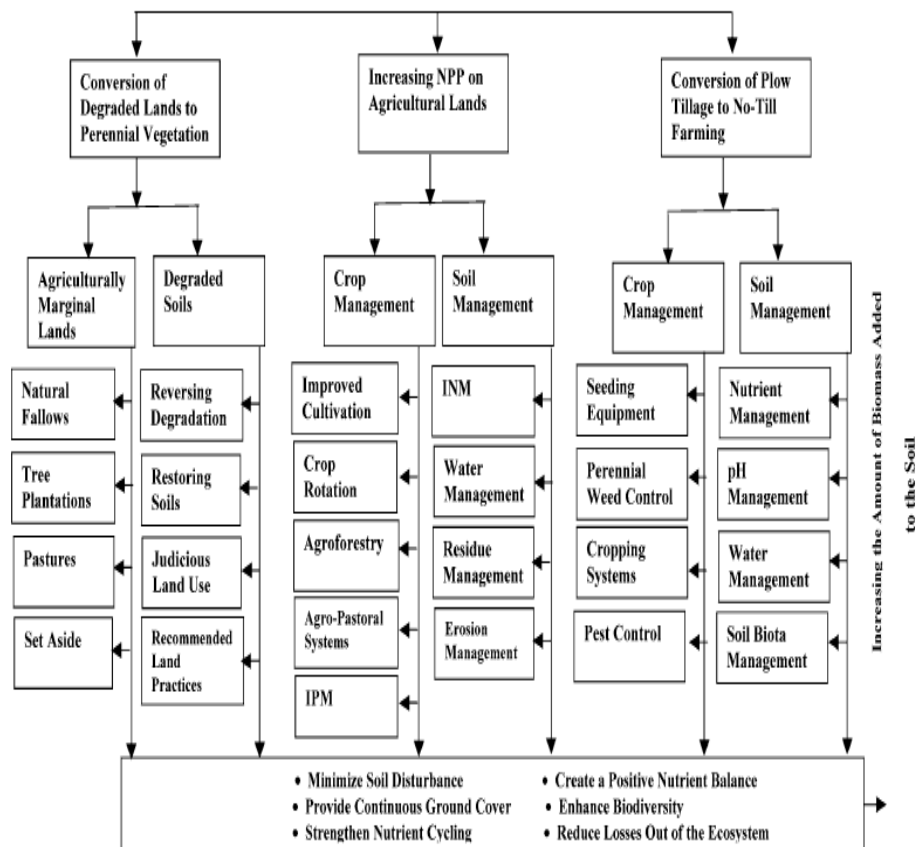 Conversion of
Degraded Lands to
Perennial Vegetation
Increasing NPP on
Agricultural Lands
Conversion of Plow
Tillage to No-Till
Farming
Agriculturally
Marginal
Lands
Degraded
Soils
Crop
Management
Soil
Management
Crop
Management
Soil
Management
Natural
Fallows
Tree
Plantations
Pastures
Set Aside
Reversing
Degradation
Restoring
Soils
Judicious
Land Use
Recommended
Land
Practices
Improved
Cultivation
Crop
Rotation
Agroforestry
Agro-Pastoral
Systems
IPM
INM
Water
Management
Residue
Management
Erosion
Management
Seeding
Equipment
Perennial
Weed Control
Cropping
Systems
Pest Control
Nutrient
Management
pH
Management
Water
Management
Soil Biota
Management
Increasing the Amount of Biomass Added
to the Soil
• Minimize Soil Disturbance
• Provide Continuous Ground Cover
• Strengthen Nutrient Cycling
• Create a Positive Nutrient Balance
• Enhance Biodiversity
• Reduce Losses Out of the Ecosystem